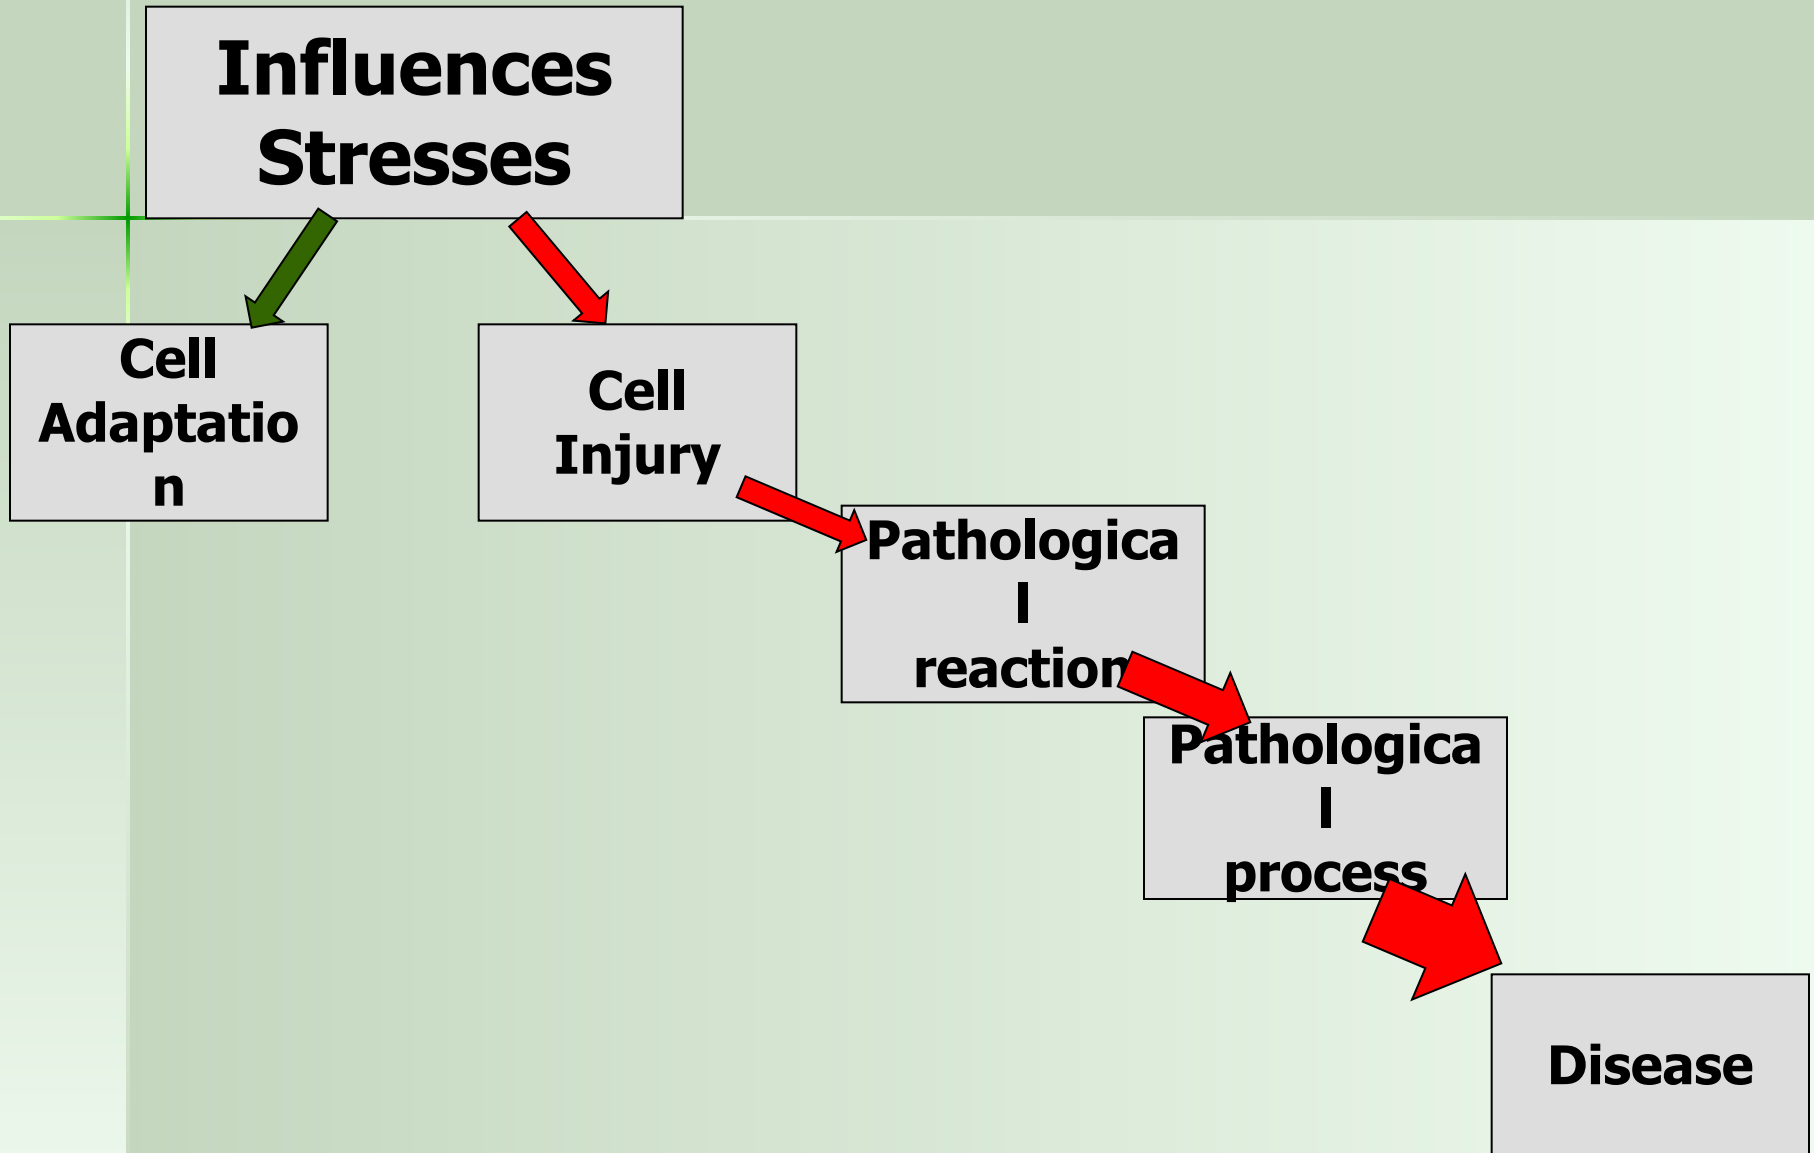 Influences
Stresses
Cell
Adaptatio
n
Cell
Injury
Pathologica
l
reaction
Pathologica
l
process
Disease